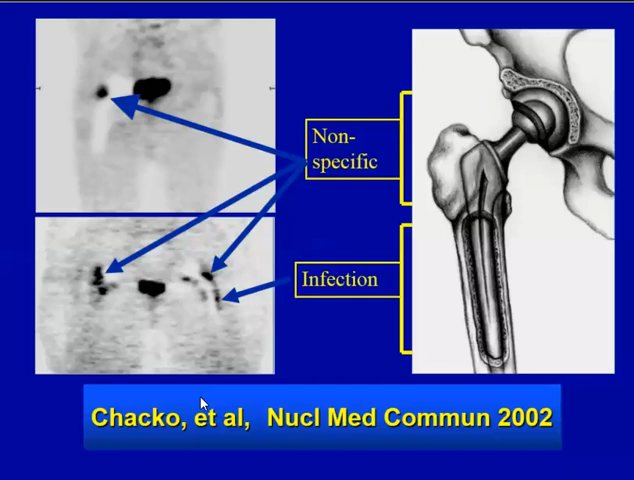 Non-
specific
Infection
Chacko, et al, Nucl Med Commun 2002